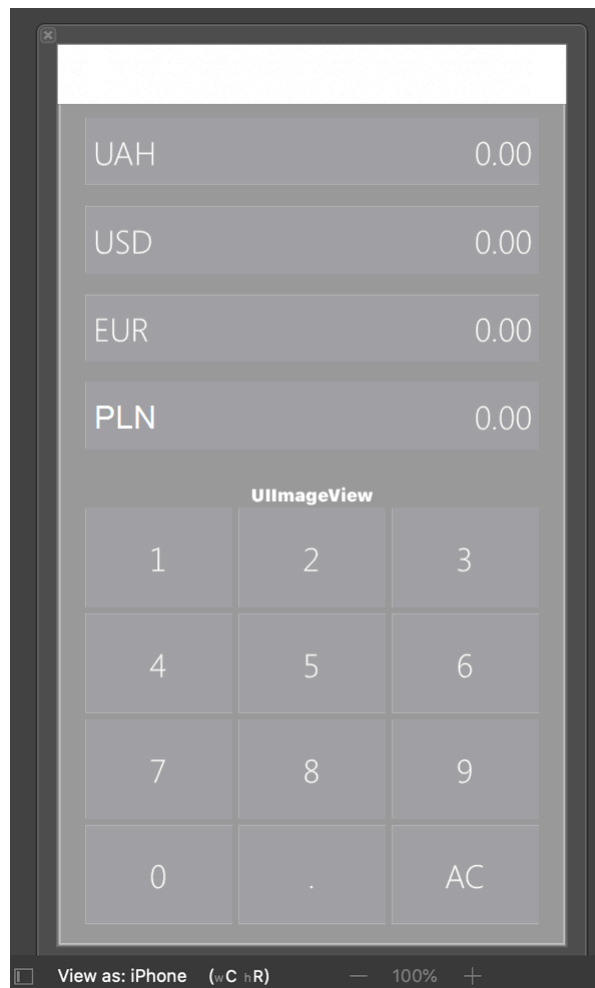 UAH 0.00
USD 0.00
EUR 0.00
PLN 0.00
UIImageView
1 2 3
4 5 6
7 8 9
0 . AC
View as: iPhone (wC hR) — 100% +